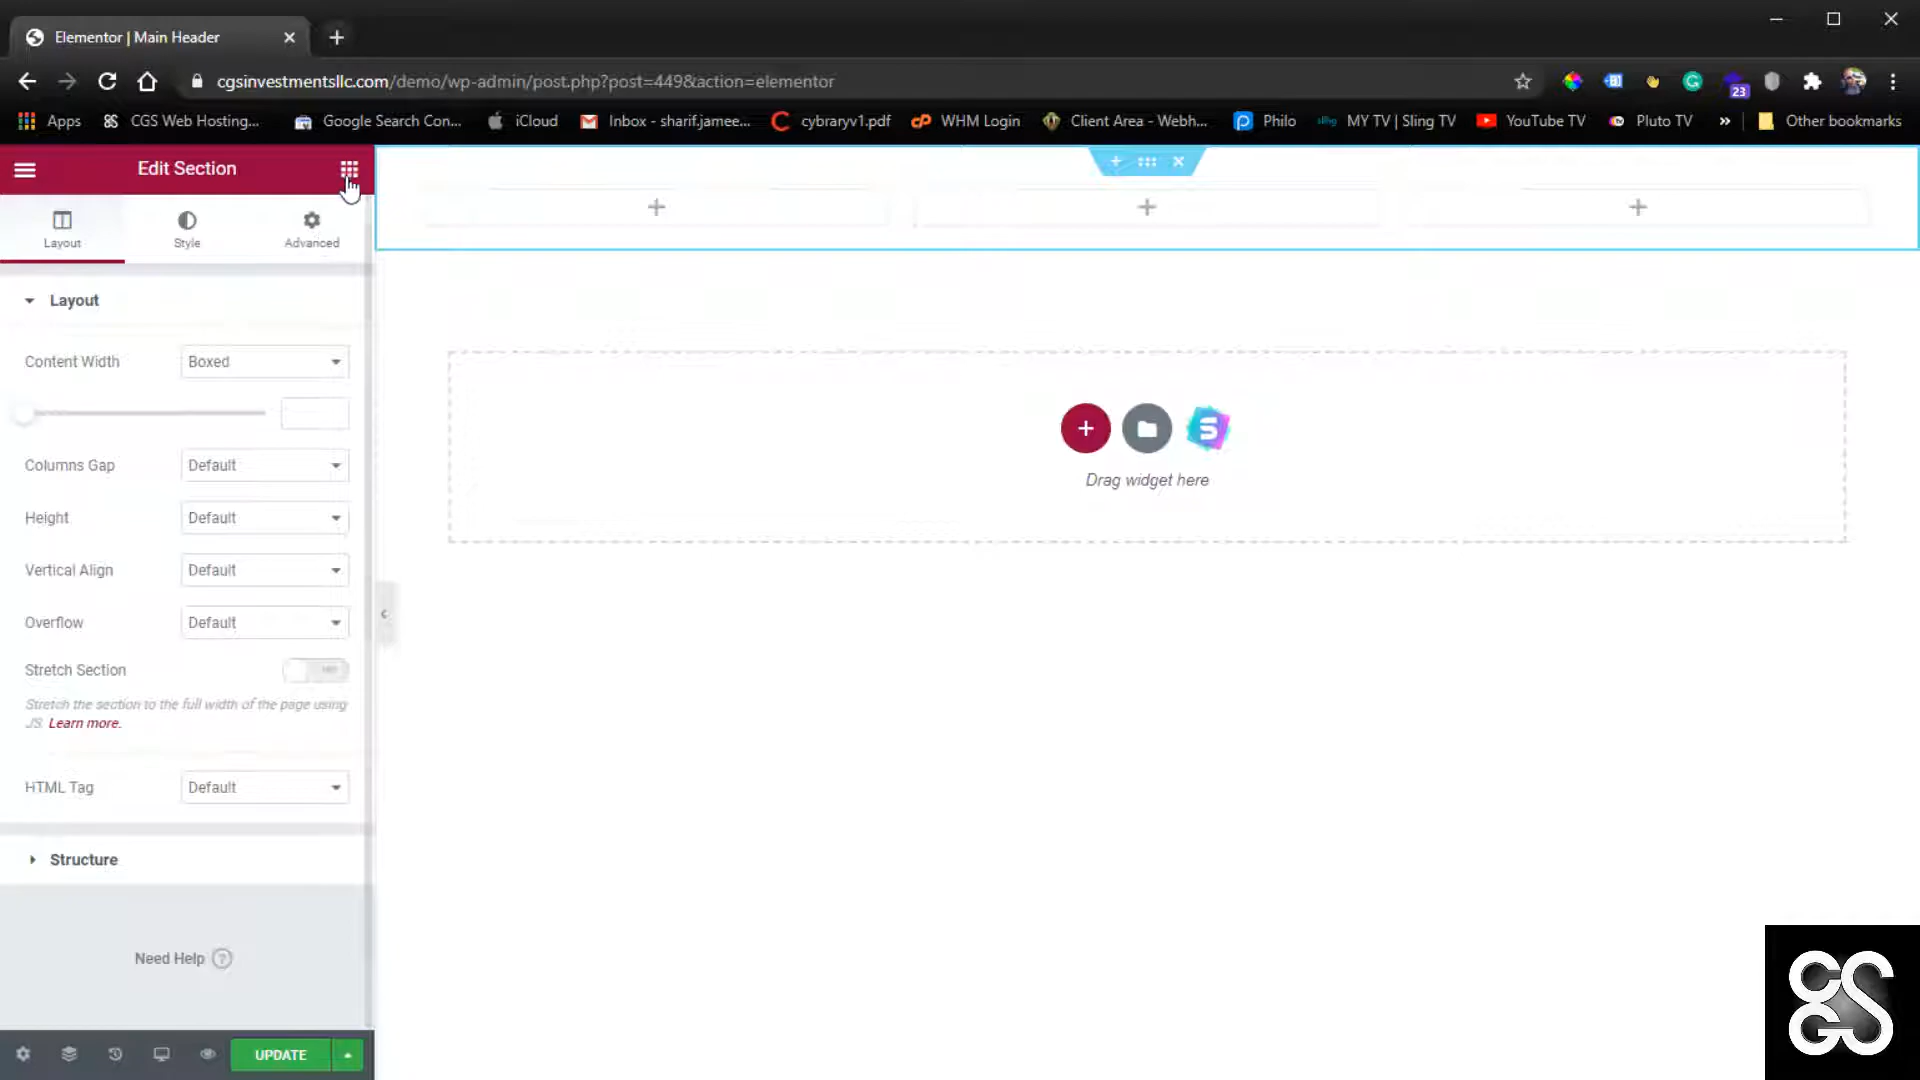 Elementor | Main Header
cgsinvestmentsllc.com/demo/wp-admin/post.php?post=449&action=elementor
23
Apps CGS Web Hosting... Google Search Con... iCloud Inbox - sharif.jamee... cybraryv1.pdf WHM Login Client Area - Webh... Philo MY TV | Sling TV YouTube TV Pluto TV » Other bookmarks
Edit Section
Layout Style Advanced
Layout
Content Width Boxed
Columns Gap Default
Height Default
Vertical Align Default
Overflow Default
Stretch Section
Stretch the section to the full width of the page using
JS. Learn more.
HTML Tag Default
Structure
Need Help ?
UPDATE
Drag widget here